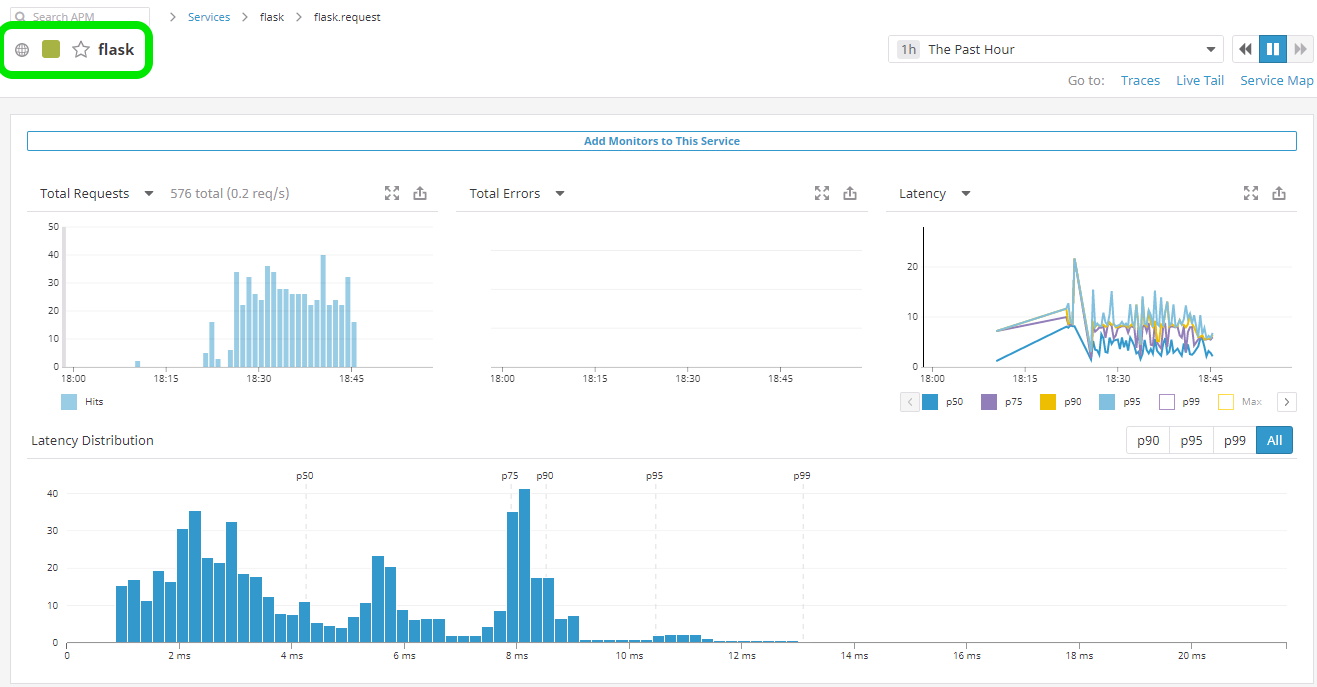 Search APM
Services flask flask.request
flask
1h The Past Hour
Go to: Traces Live Tail Service Map
Add Monitors to This Service
Total Requests 576 total (0.2 req/s)
50
40
30
20
10
0
18:00 18:15 18:30 18:45
Hits
Total Errors
18:00 18:15 18:30 18:45
Latency
20
10
0
18:00 18:15 18:30 18:45
p50 p75 p90 p95 p99 Max
Latency Distribution
p90 p95 p99 All
p50 p75 p90 p95 p99
40
30
20
10
0
0 2 ms 4 ms 6 ms 8 ms 10 ms 12 ms 14 ms 16 ms 18 ms 20 ms